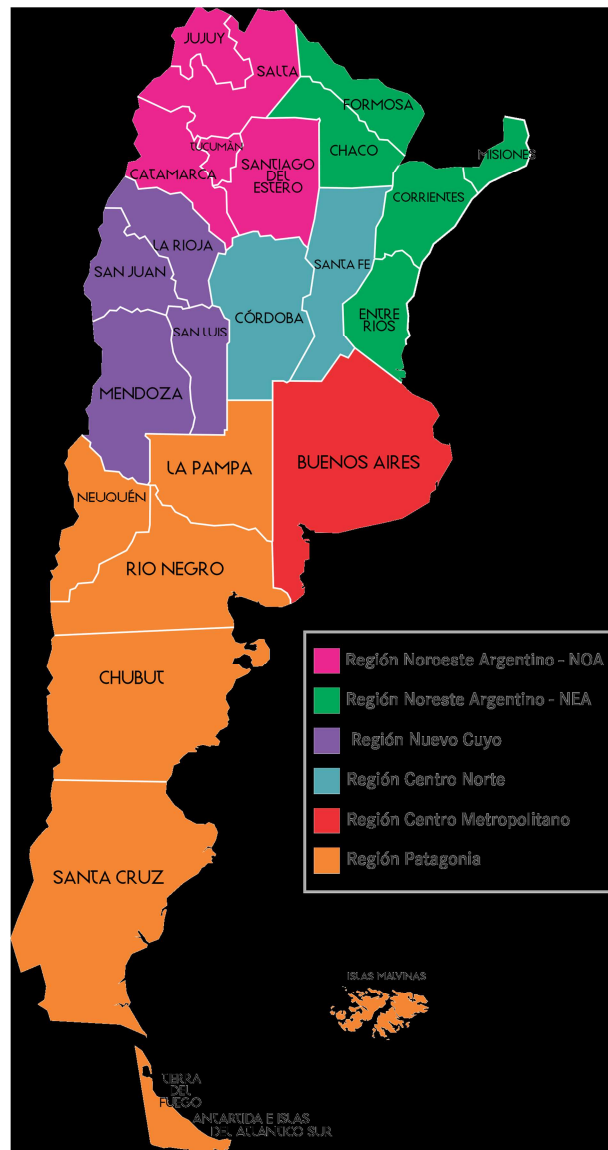 JUJUY
SALTA
FORMOSA
TUCUMÁN
CHACO
MISIONES
CATAMARCA
SANTIAGO
DEL
ESTERO
CORRIENTES
LA RIOJA
SAN JUAN
SANTA FE
CÓRDOBA
ENTRE
RÍOS
SAN LUIS
MENDOZA
LA PAMPA
BUENOS AIRES
NEUQUÉN
RIO NEGRO
CHUBUT
SANTA CRUZ
Región Noroeste Argentino - NOA
Región Noreste Argentino - NEA
Región Nuevo Cuyo
Región Centro Norte
Región Centro Metropolitano
Región Patagonia
ISLAS MALVINAS
TIERRA
DEL
FUEGO
ANTARTIDA E ISLAS
DEL ATLÁNTICO SUR